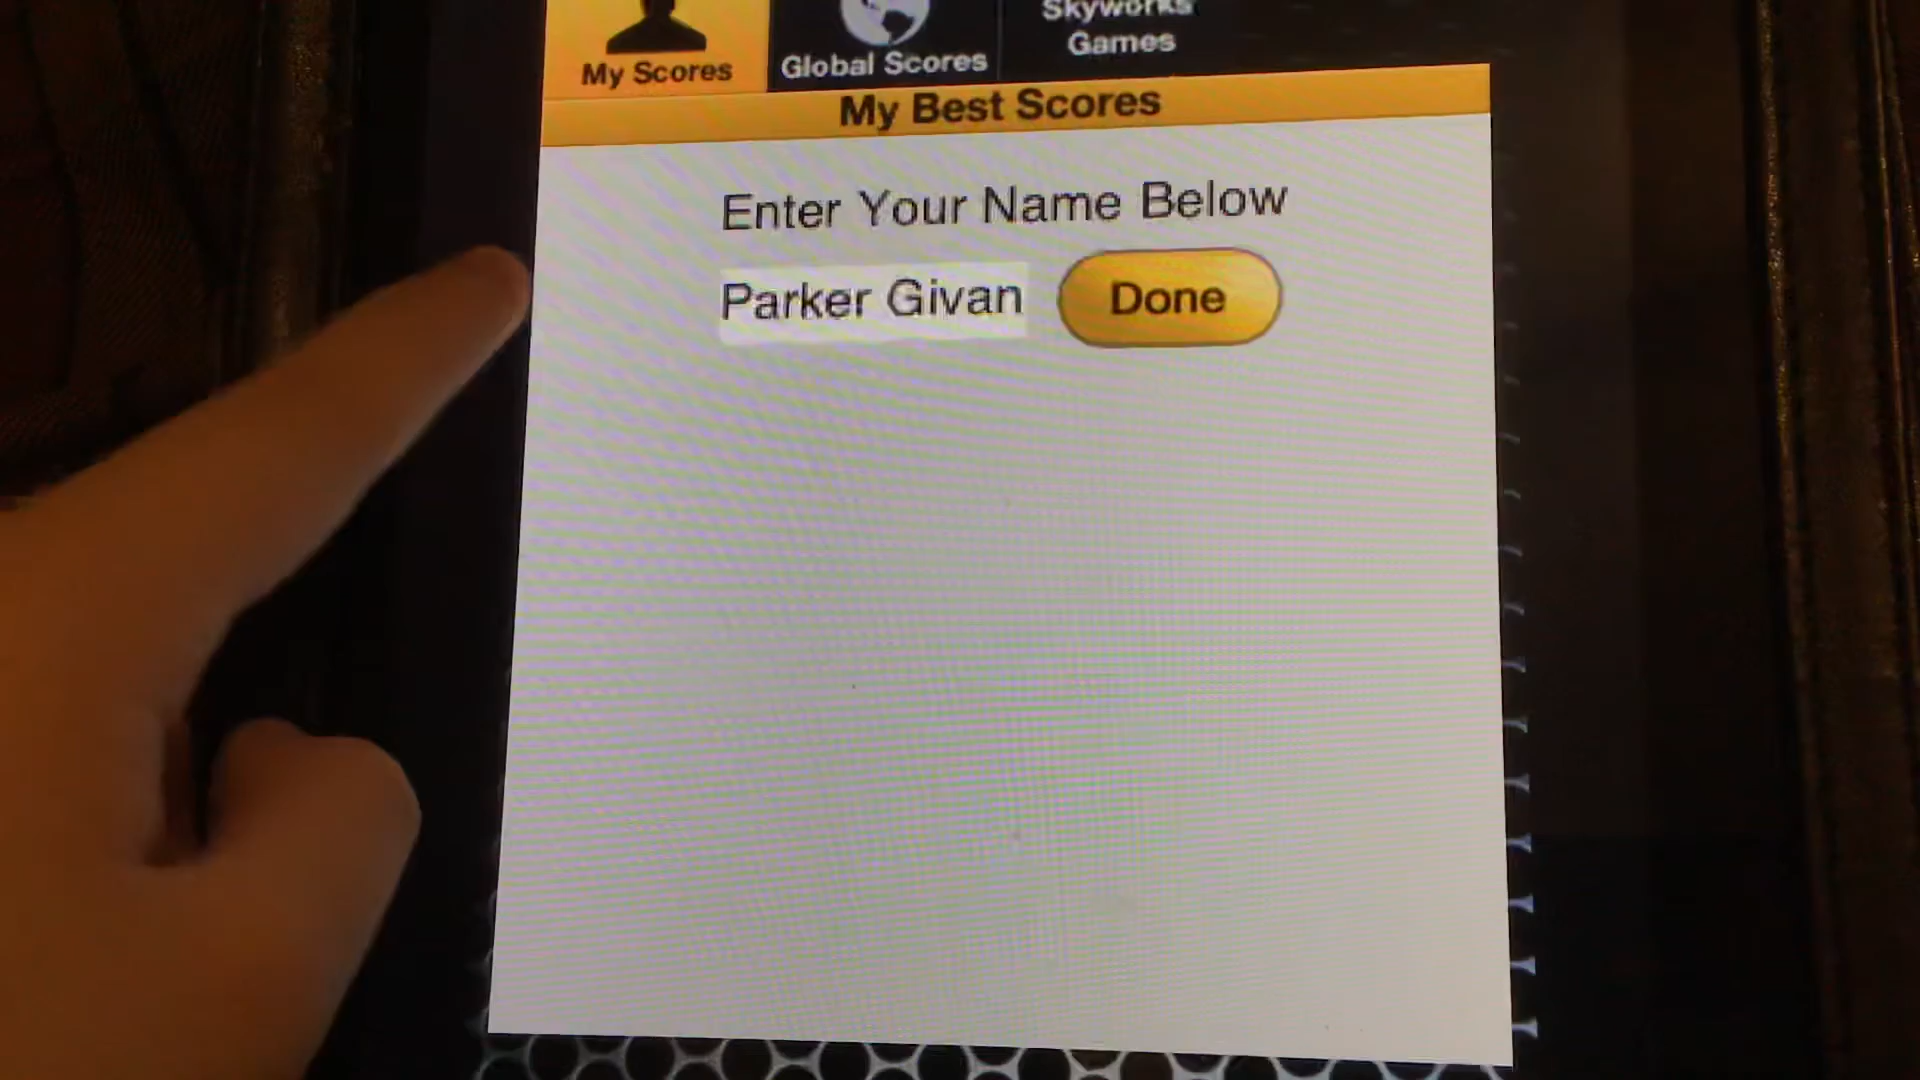 My Scores
Global Scores
Skyworks
Games
My Best Scores
Enter Your Name Below
Parker Givan
Done